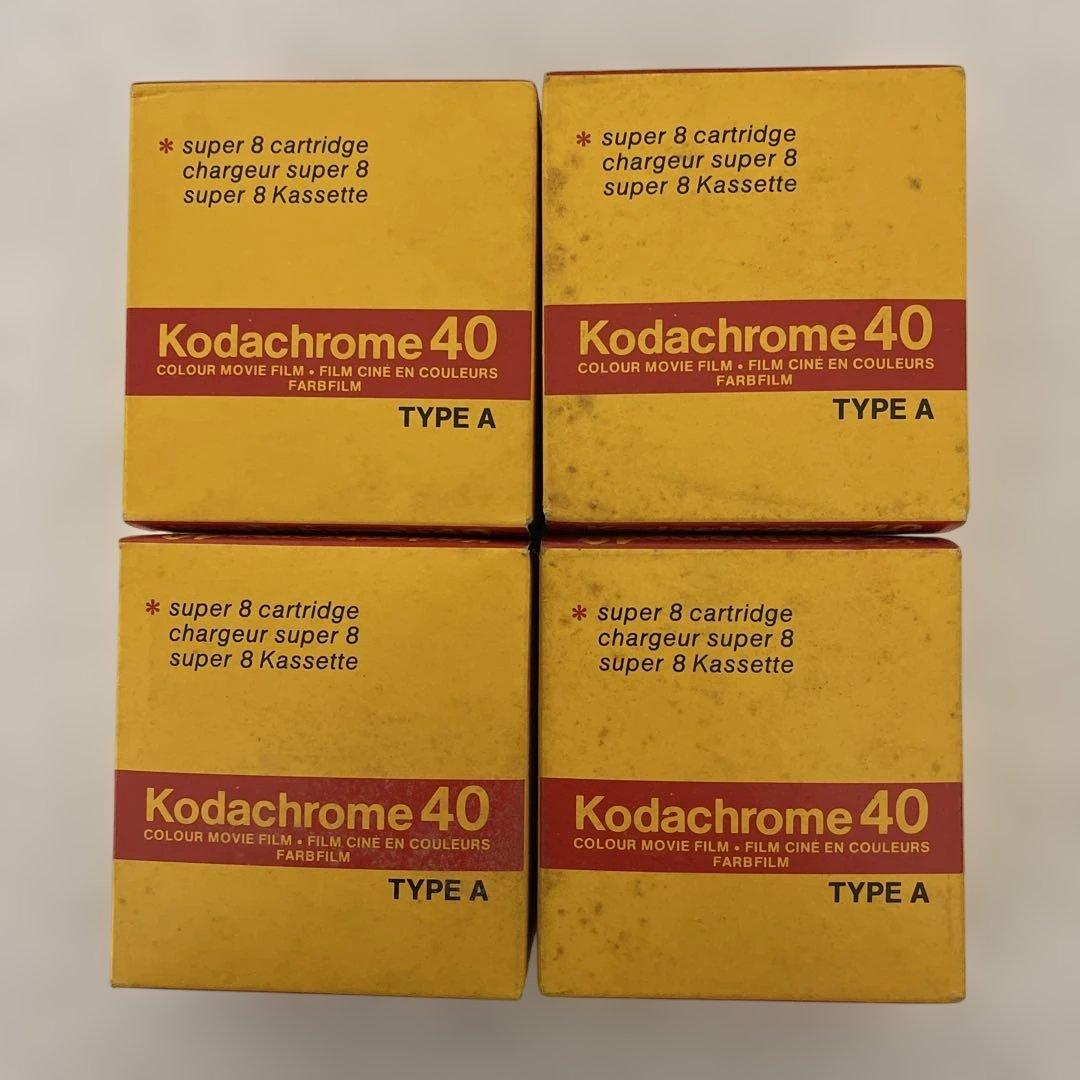 * super 8 cartridge
chargeur super 8
super 8 Kassette
Kodachrome 40
COLOUR MOVIE FILM • FILM CINÉ EN COULEURS
FARBFILM
TYPE A
* super 8 cartridge
chargeur super 8
super 8 Kassette
Kodachrome 40
COLOUR MOVIE FILM • FILM CINÉ EN COULEURS
FARBFILM
TYPE A
* super 8 cartridge
chargeur super 8
super 8 Kassette
Kodachrome 40
COLOUR MOVIE FILM • FILM CINÉ EN COULEURS
FARBFILM
TYPE A
* super 8 cartridge
chargeur super 8
super 8 Kassette
Kodachrome 40
COLOUR MOVIE FILM • FILM CINÉ EN COULEURS
FARBFILM
TYPE A